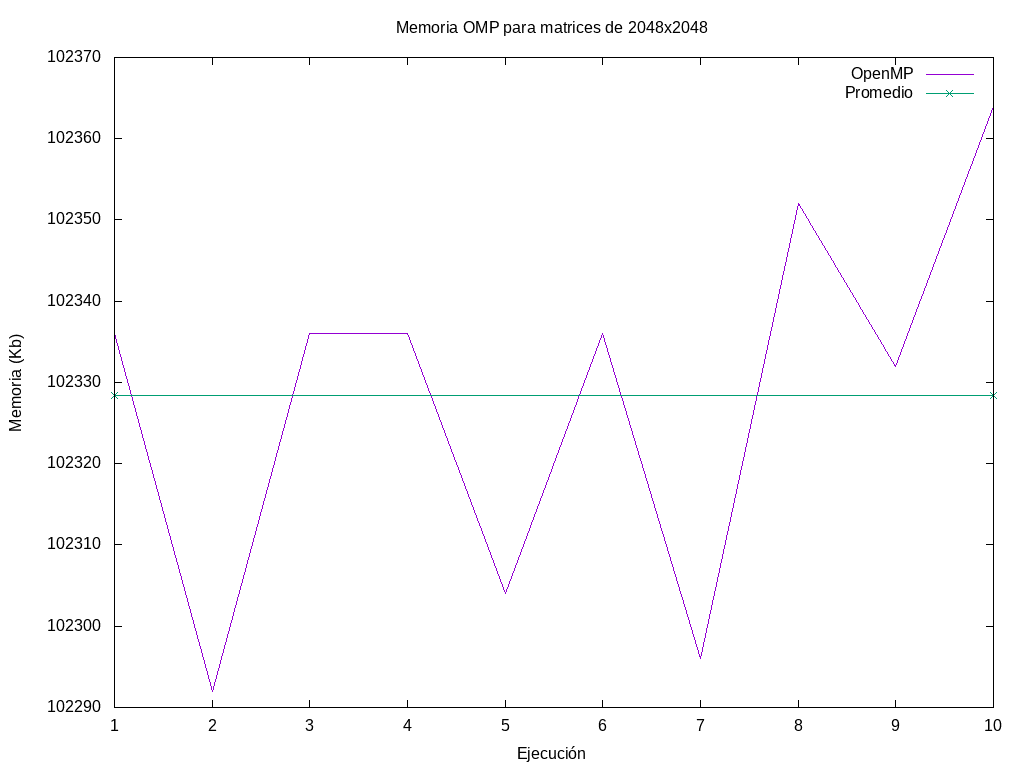 Memoria OMP para matrices de 2048x2048
102370
102360
102350
102340
102330
102320
102310
102300
102290
Memoria (Kb)
OpenMP
Promedio
1 2 3 4 5 6 7 8 9 10
Ejecución